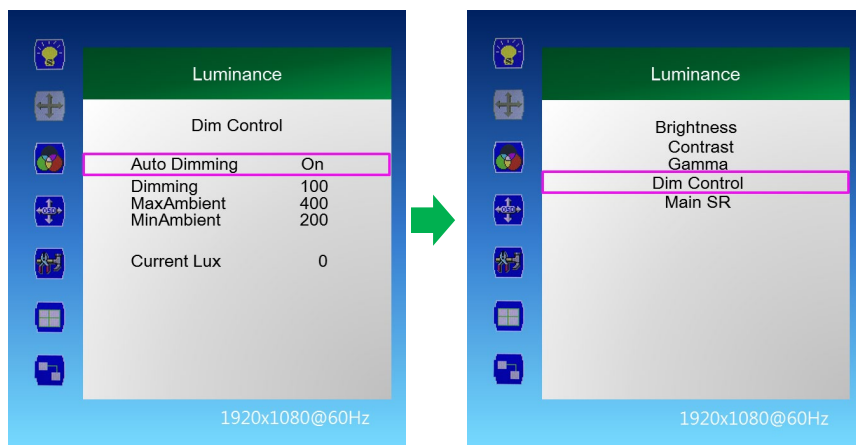 Luminance
Dim Control
Auto Dimming On
Dimming 100
MaxAmbient 400
MinAmbient 200
Current Lux 0
1920x1080@60Hz
Luminance
Brightness
Contrast
Gamma
Dim Control
Main SR
1920x1080@60Hz